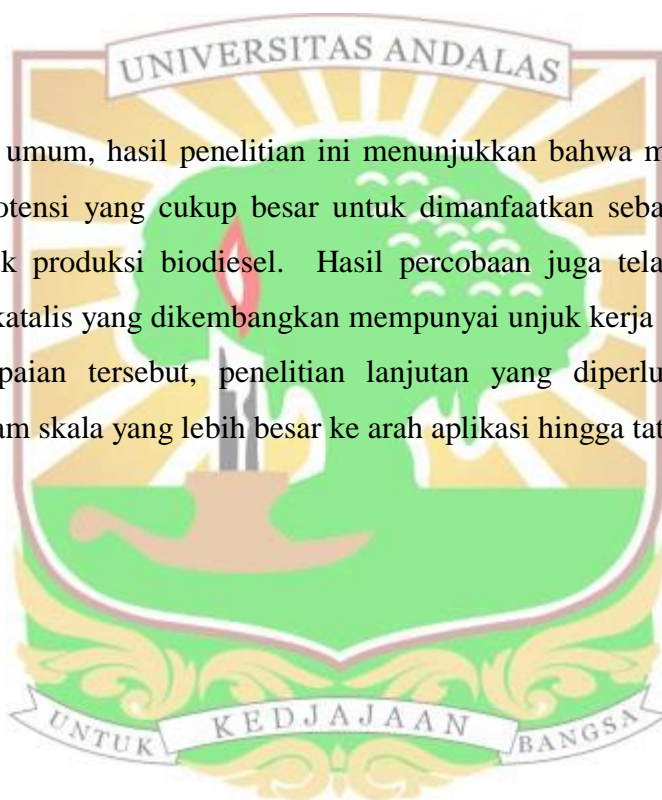 UNIVERSITAS ANDALAS
umum, hasil penelitian ini menunjukkan bahwa m
otensi yang cukup besar untuk dimanfaatkan seba
k produksi biodiesel. Hasil percobaan juga tela
katalis yang dikembangkan mempunyai unjuk kerja
paian tersebut, penelitian lanjutan yang diperlu
am skala yang lebih besar ke arah aplikasi hingga tat
UNTUK KEDJAJAAN BANGSA